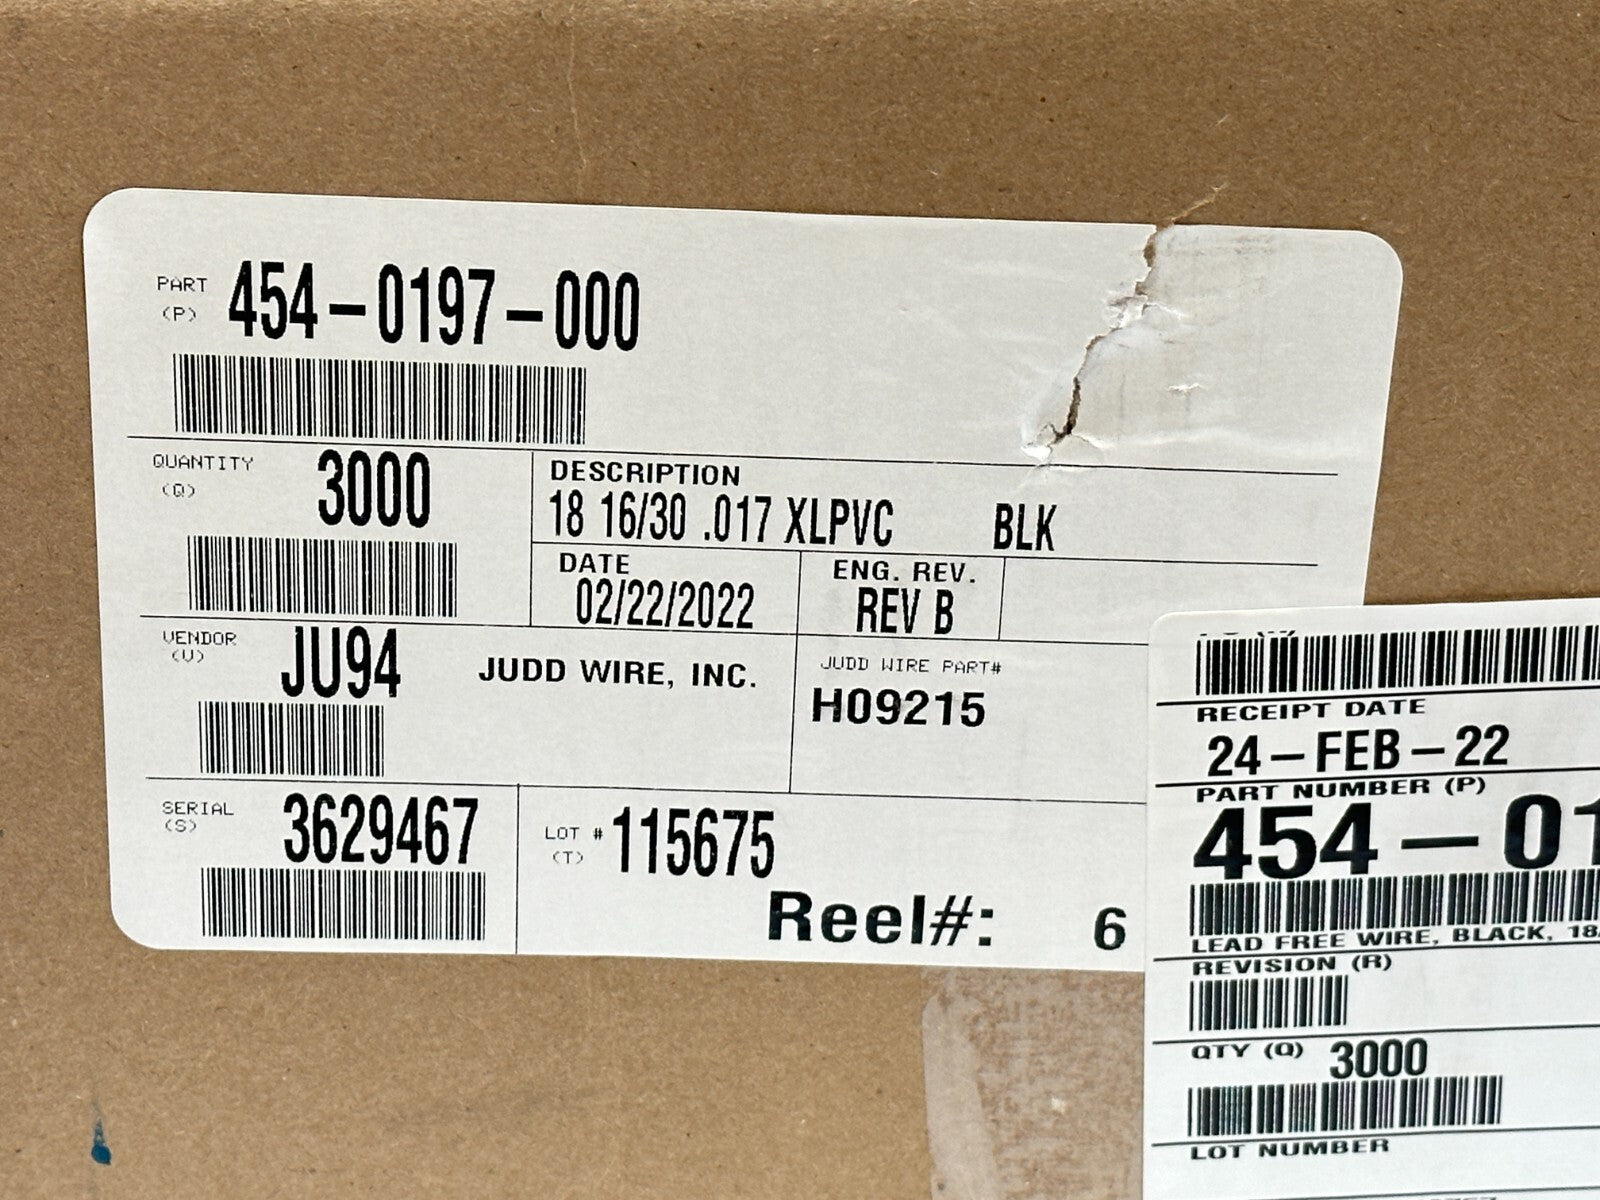 PART
(P)
454-0197-000
QUANTITY
(Q)
3000
DESCRIPTION
18 16/30 .017 XLPVC BLK
DATE
02/22/2022
ENG. REV.
REV B
VENDOR
(V)
JU94
JUDD WIRE, INC.
JUDD WIRE PART#
H09215
SERIAL
(S)
3629467
LOT #
(T)
115675
Reel#: 6
RECEIPT DATE
24-FEB-22
PART NUMBER (P)
454-01
LEAD FREE WIRE, BLACK, 18
REVISION (R)
QTY (Q) 3000
LOT NUMBER